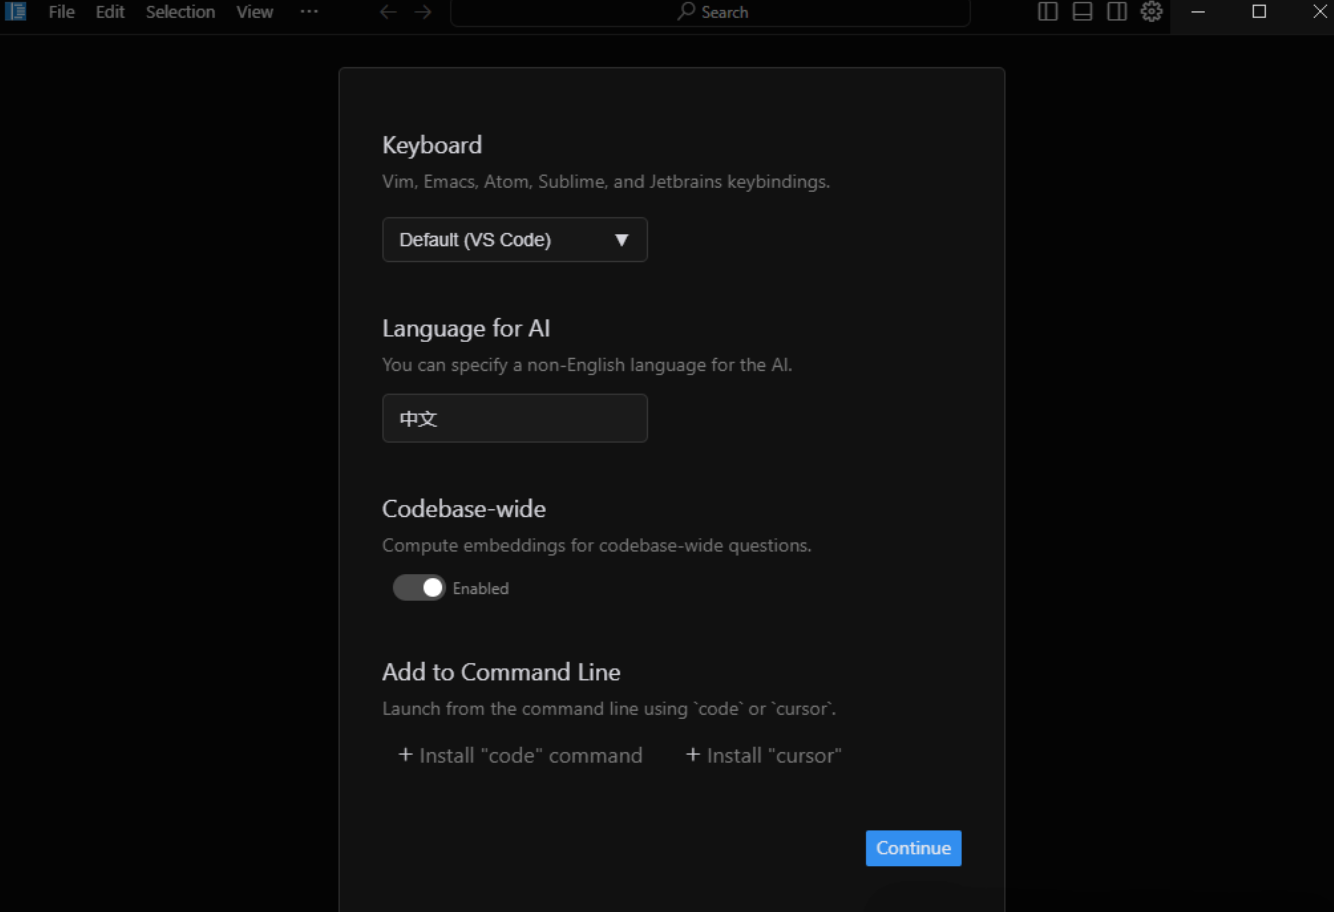 File Edit Selection View ··· ← → Search
Keyboard
Vim, Emacs, Atom, Sublime, and Jetbrains keybindings.
Default (VS Code) ▼
Language for AI
You can specify a non-English language for the AI.
中文
Codebase-wide
Compute embeddings for codebase-wide questions.
Enabled
Add to Command Line
Launch from the command line using `code` or `cursor`.
+ Install "code" command + Install "cursor"
Continue